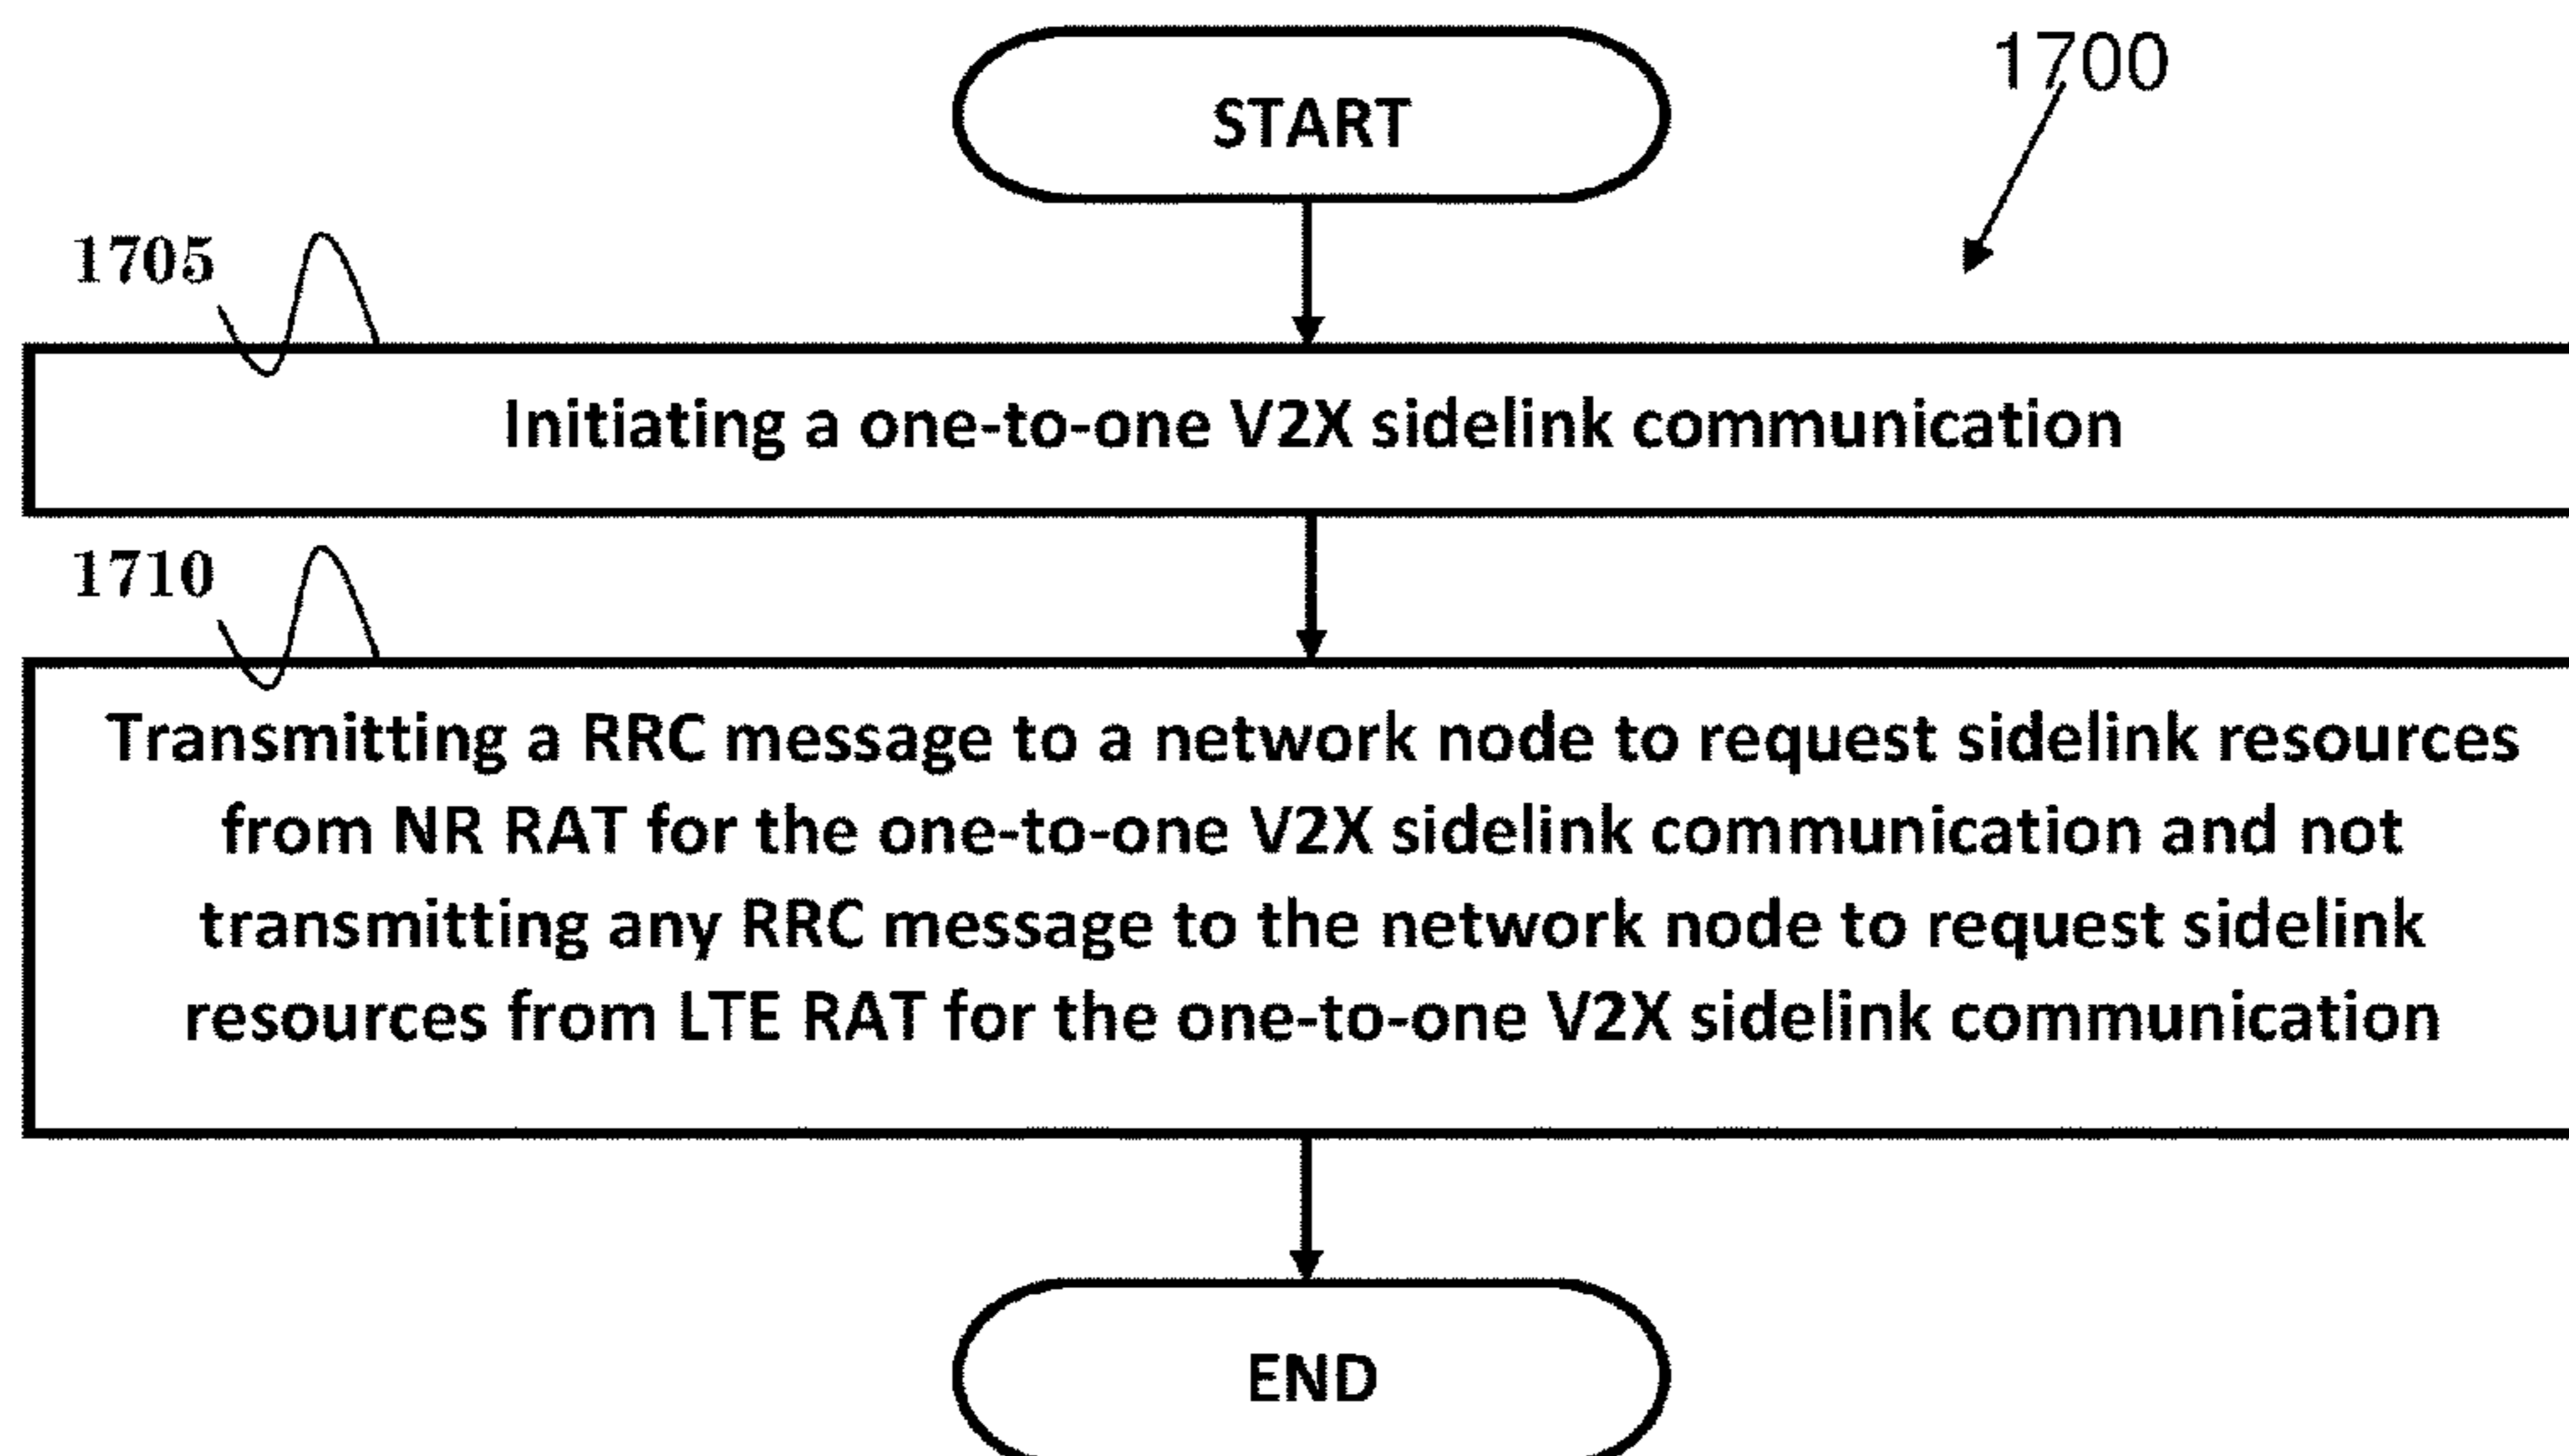 START
1700
1705
Initiating a one-to-one V2X sidelink communication
1710
Transmitting a RRC message to a network node to request sidelink resources
from NR RAT for the one-to-one V2X sidelink communication and not
transmitting any RRC message to the network node to request sidelink
resources from LTE RAT for the one-to-one V2X sidelink communication
END